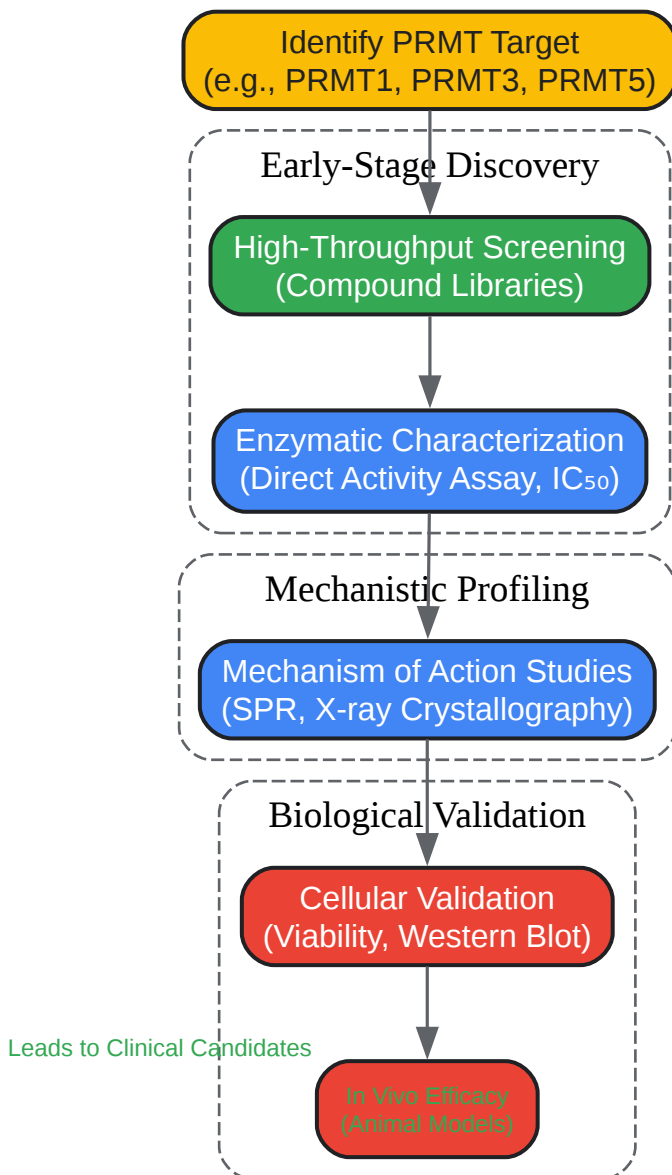 Identify PRMT Target
(e.g., PRMT1, PRMT3, PRMT5)
Early-Stage Discovery
High-Throughput Screening
(Compound Libraries)
Enzymatic Characterization
(Direct Activity Assay, IC₅₀)
Mechanistic Profiling
Mechanism of Action Studies
(SPR, X-ray Crystallography)
Biological Validation
Cellular Validation
(Viability, Western Blot)
Leads to Clinical Candidates
In Vivo Efficacy
(Animal Models)